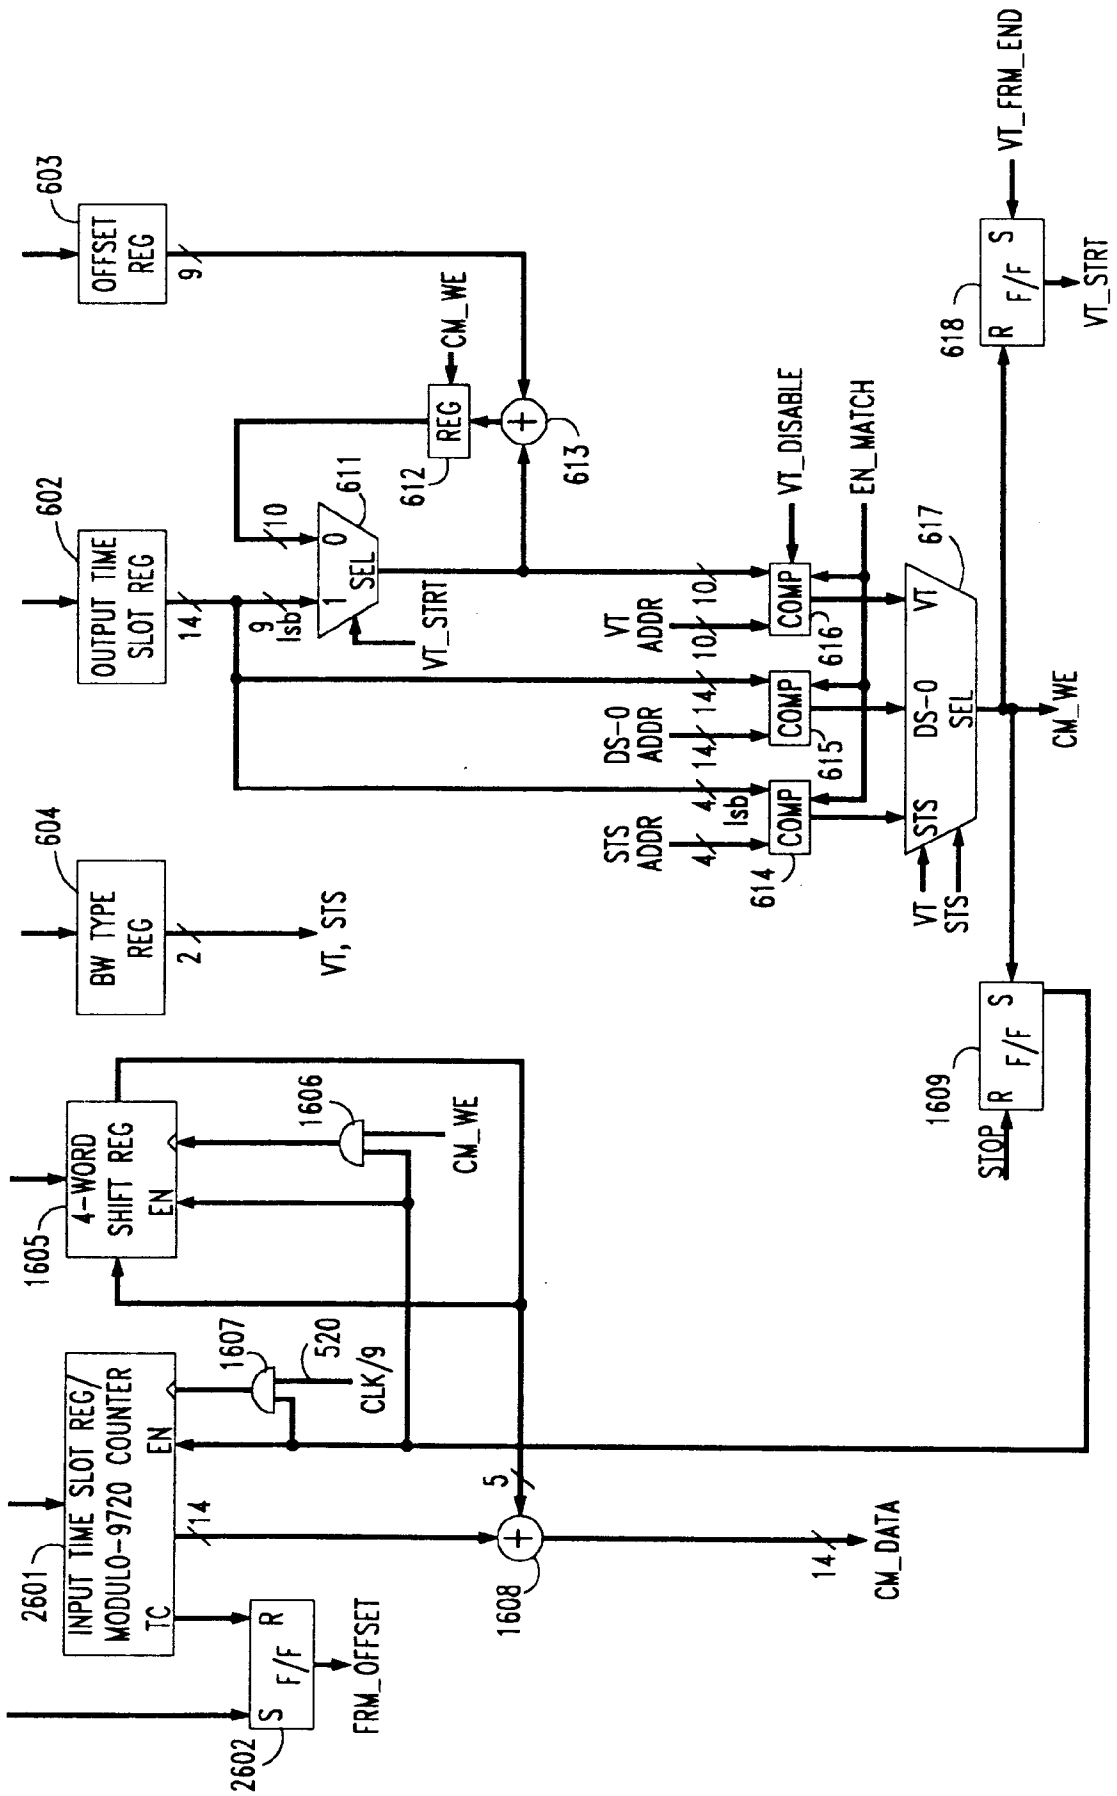 2601
INPUT TIME SLOT REG/
MODULO-9720 COUNTER
TC
EN
1605
4-WORD
SHIFT REG
EN
604
BW TYPE
REG
2
VT, STS
602
OUTPUT TIME
SLOT REG
14
603
OFFSET
REG
9
2602
S
R
F/F
FRM_OFFSET
14
1607
520
CLK/9
1606
CM_WE
5
1608
14
CM_DATA
9
lsb
10
1
0
SEL
611
VT_STRT
612
REG
CM_WE
613
STS
ADDR
4
4
lsb
DS-0
ADDR
14
14
VT
ADDR
10
10
614
COMP
615
COMP
616
COMP
VT_DISABLE
EN_MATCH
VT
STS
STS
DS-0
VT
SEL
617
CM_WE
STOP
1609
R
S
F/F
618
R
S
F/F
VT_FRM_END
VT_STRT